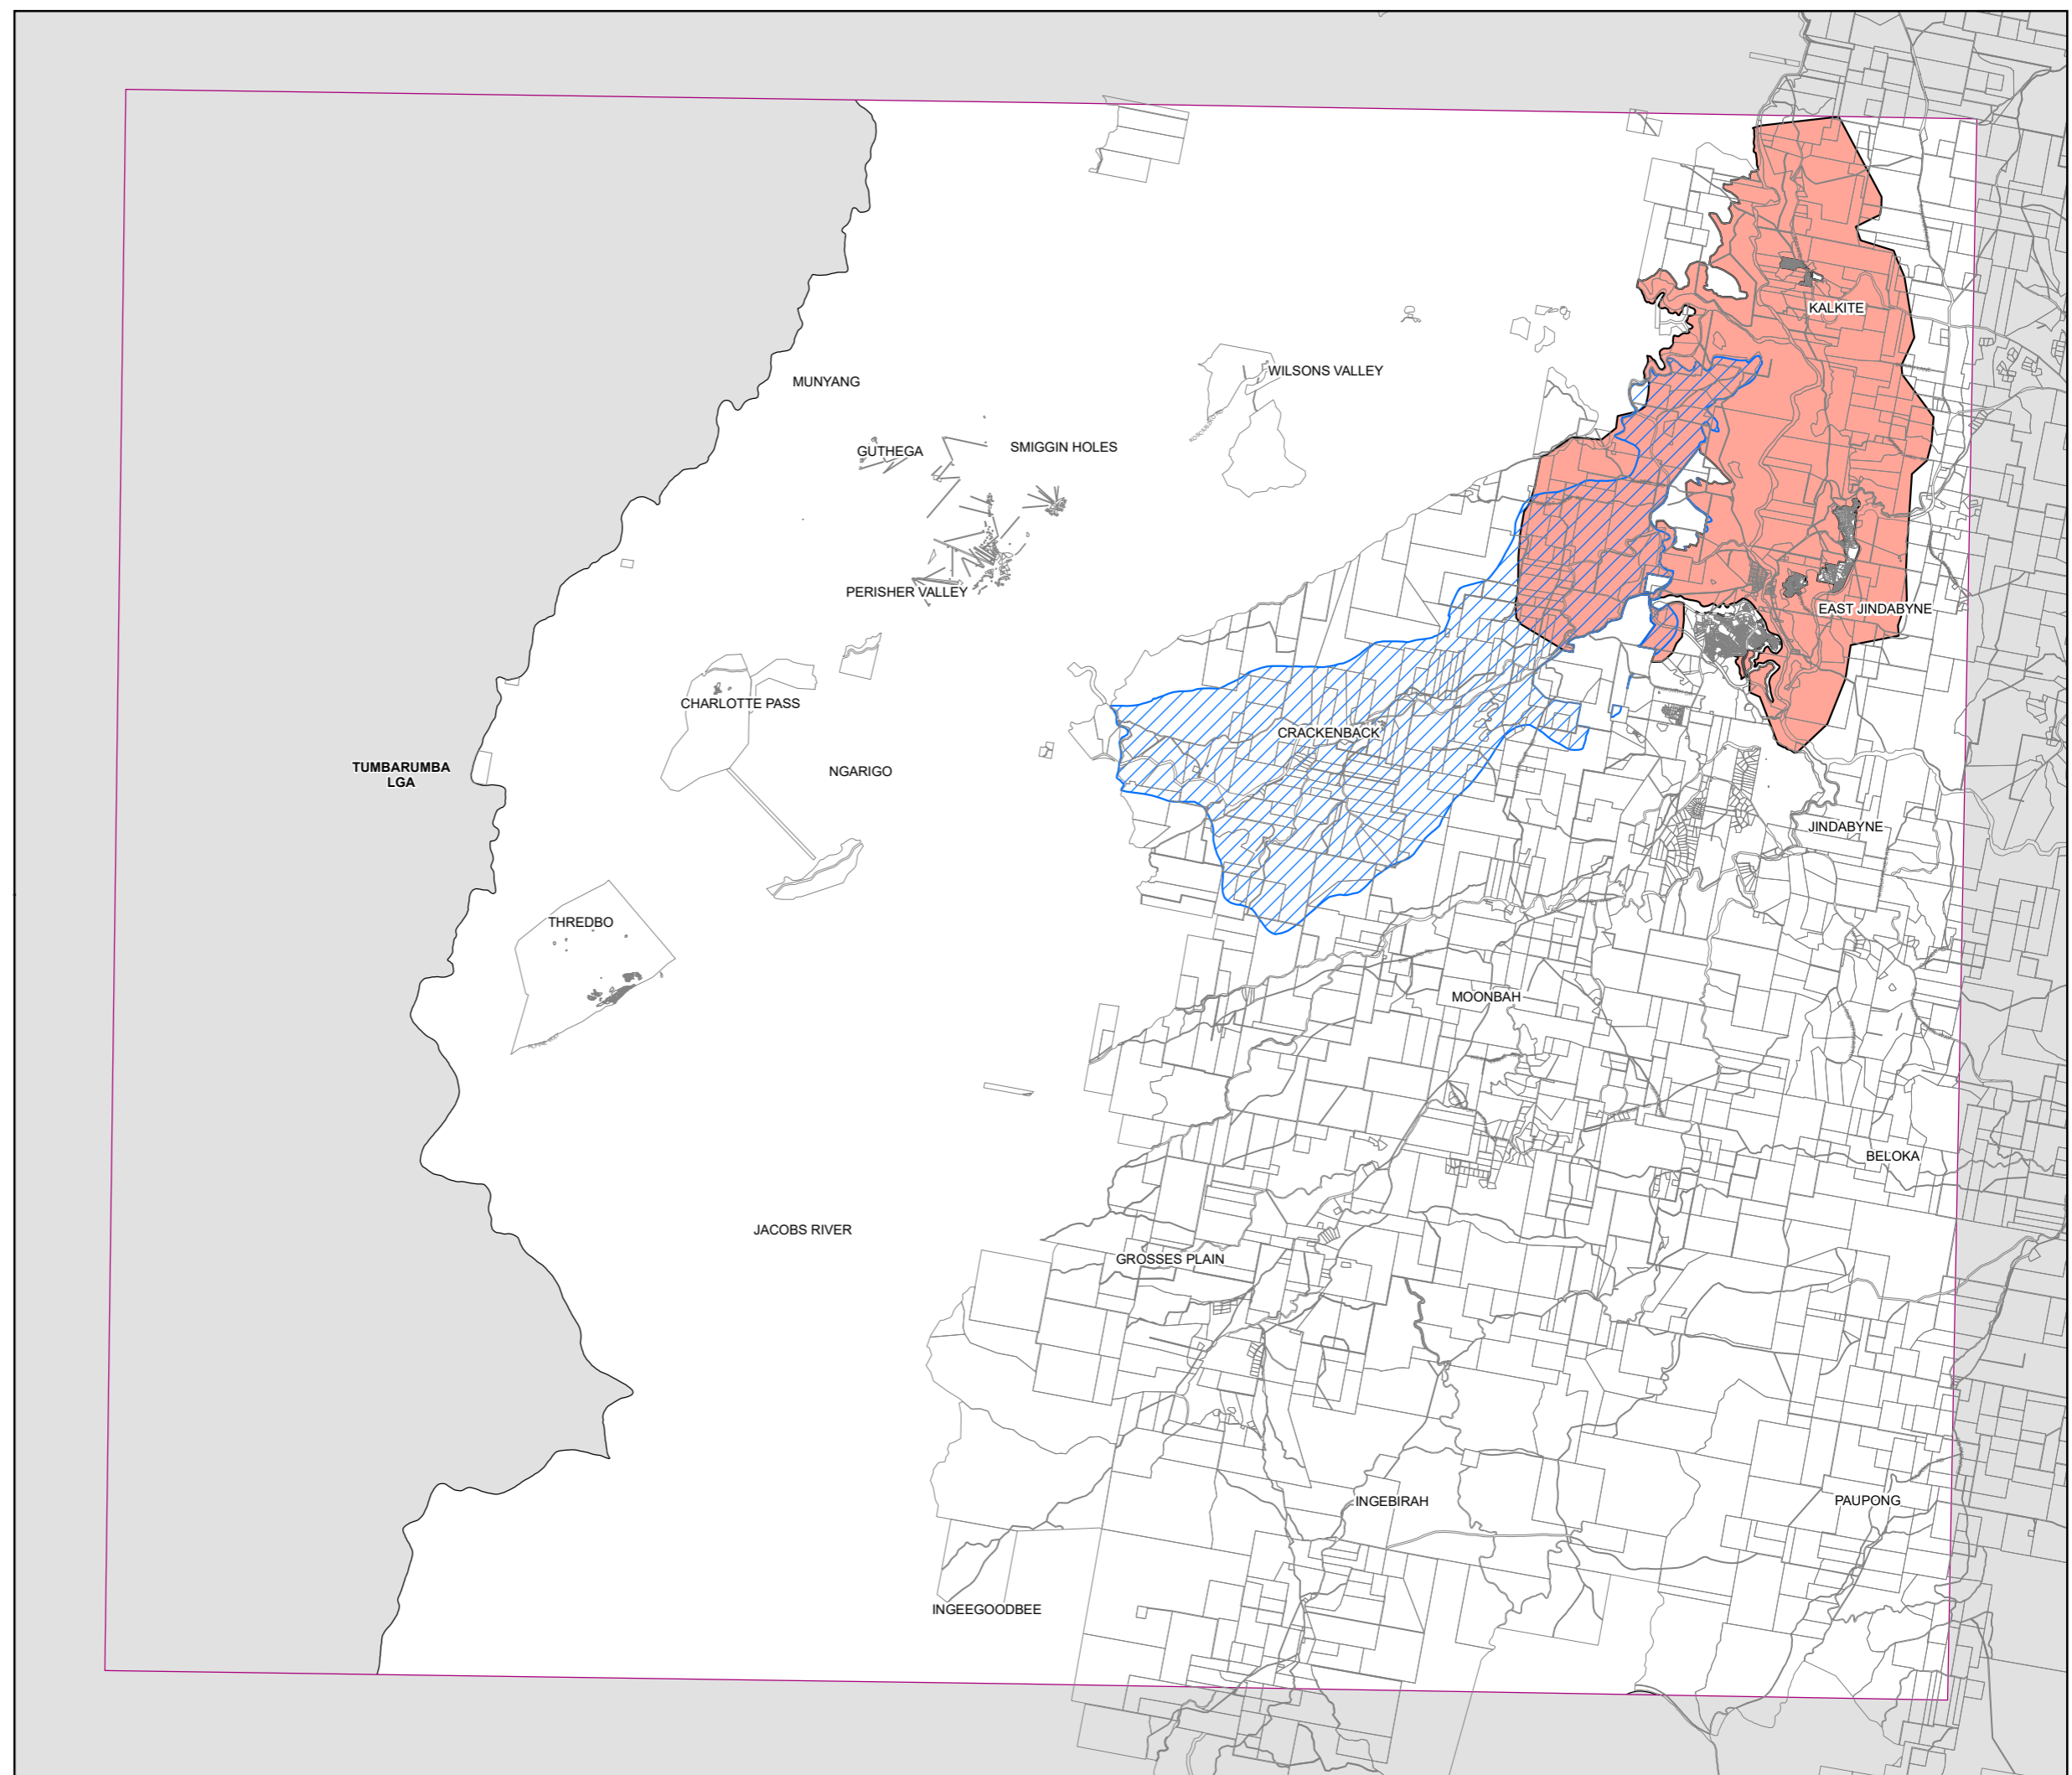 KALKITE
WILSONS VALLEY
MUNYANG
SMIGGIN HOLES
GUTHEGA
PERISHER VALLEY
EAST JINDABYNE
CHARLOTTE PASS
CRACKENBACK
TUMBARUMBA
LGA
NGARIGO
JINDABYNE
THREDBO
MOONBAH
BELOKA
JACOBS RIVER
GROSSES PLAIN
INGEBIRAH
PAUPONG
INGEEGOODBEE